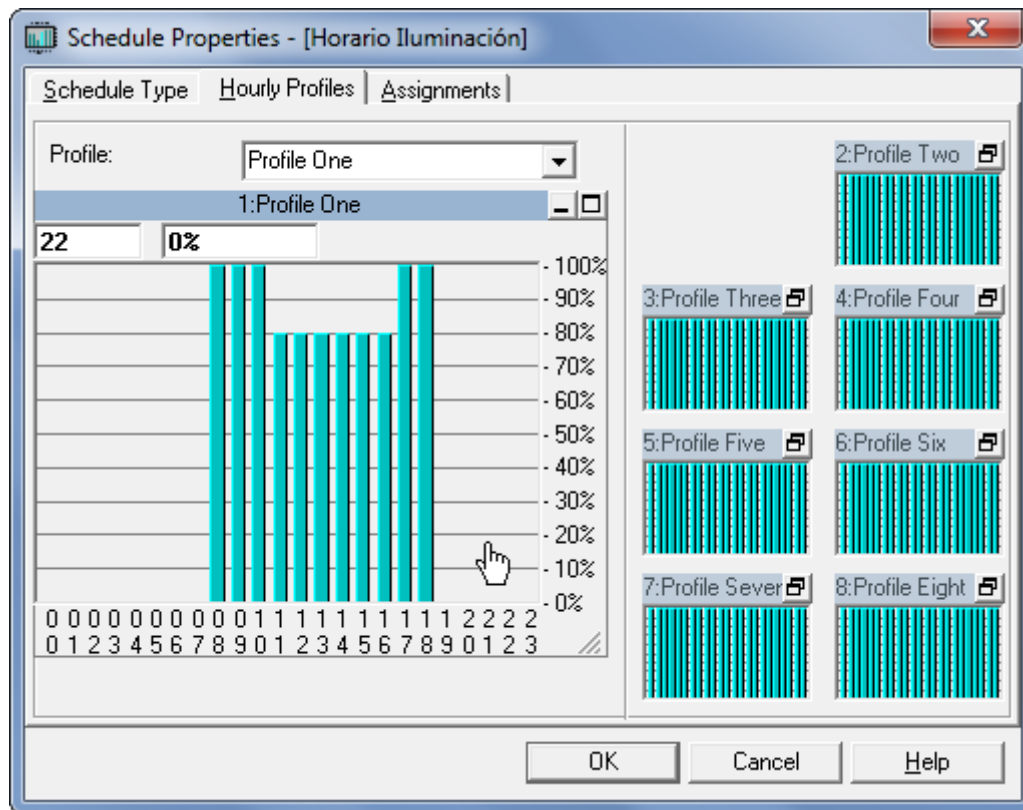 Schedule Properties - [Horario Iluminación]
Schedule Type Hourly Profiles Assignments
Profile:
Profile One
1:Profile One
22 0%
- 100%
- 90%
- 80%
- 70%
- 60%
- 50%
- 40%
- 30%
- 20%
- 10%
- 0%
0 0 0 0 0 0 0 0 0 0 1 1 1 1 1 1 1 1 1 1 2 2 2 2
0 1 2 3 4 5 6 7 8 9 0 1 2 3 4 5 6 7 8 9 0 1 2 3
2:Profile Two
3:Profile Three
4:Profile Four
5:Profile Five
6:Profile Six
7:Profile Sever
8:Profile Eight
OK Cancel Help